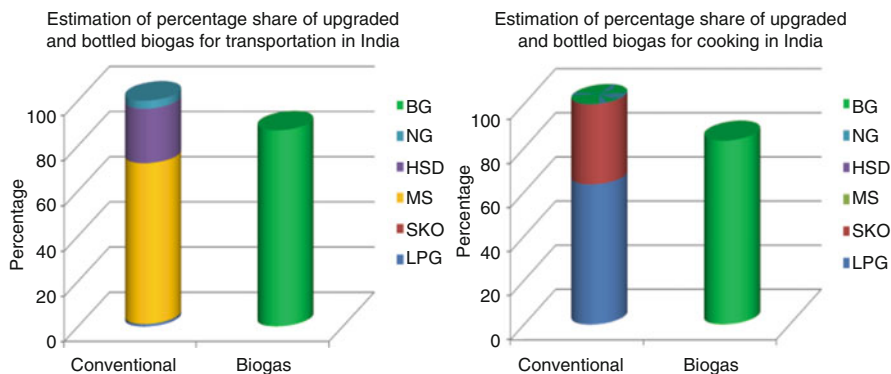 Estimation of percentage share of upgraded
and bottled biogas for transportation in India
100
80
60
40
20
0
Percentage
Conventional Biogas
BG
NG
HSD
MS
SKO
LPG
Estimation of percentage share of upgraded
and bottled biogas for cooking in India
100
80
60
40
20
0
Percentage
Conventional Biogas
BG
NG
HSD
MS
SKO
LPG